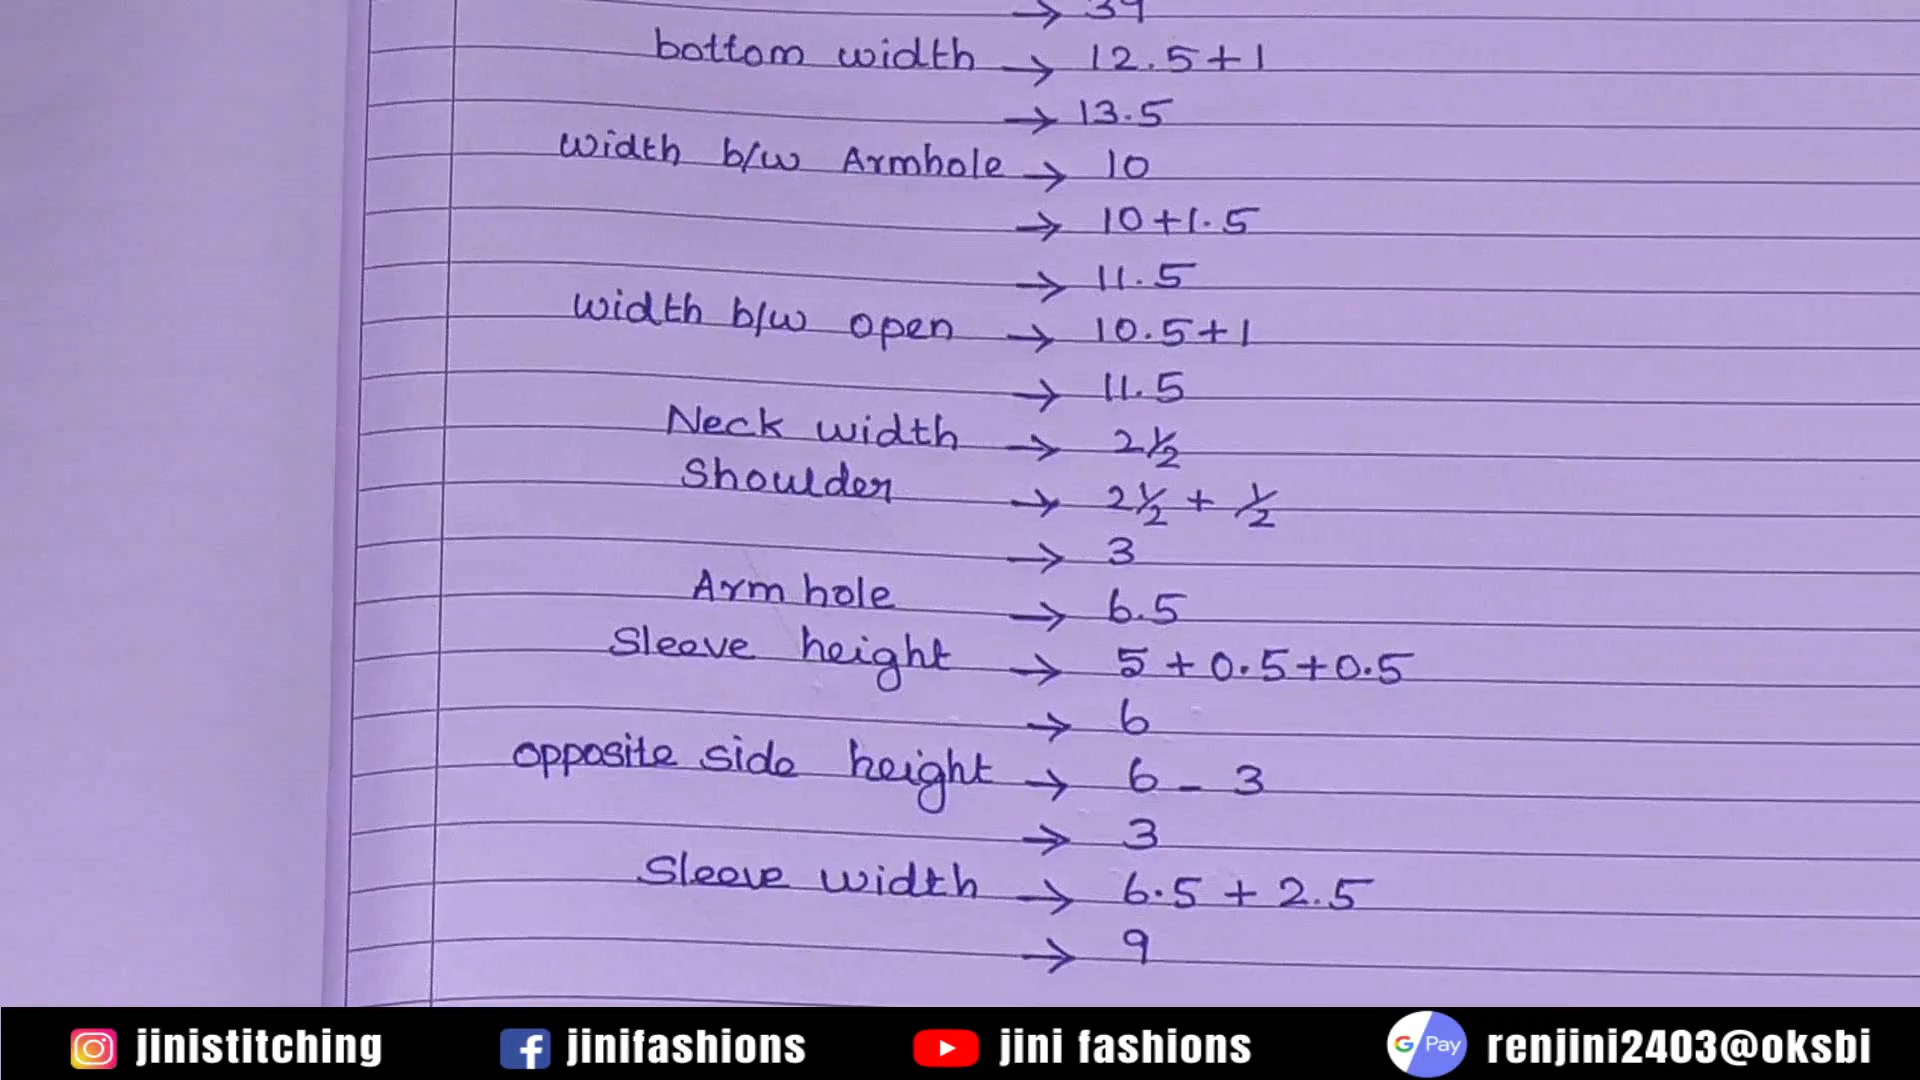 → 39
bottom width → 12.5+1
→ 13.5
width b/w Armhole → 10
→ 10+1.5
→ 11.5
width b/w open → 10.5+1
→ 11.5
Neck width → 2½
Shoulder → 2½ + ½
→ 3
Armhole → 6.5
Sleeve height → 5+0.5+0.5
→ 6
opposite side height → 6 - 3
→ 3
Sleeve width → 6.5 + 2.5
→ 9
jinistitching jinifashions jini fashions G Pay renjini2403@oksbi